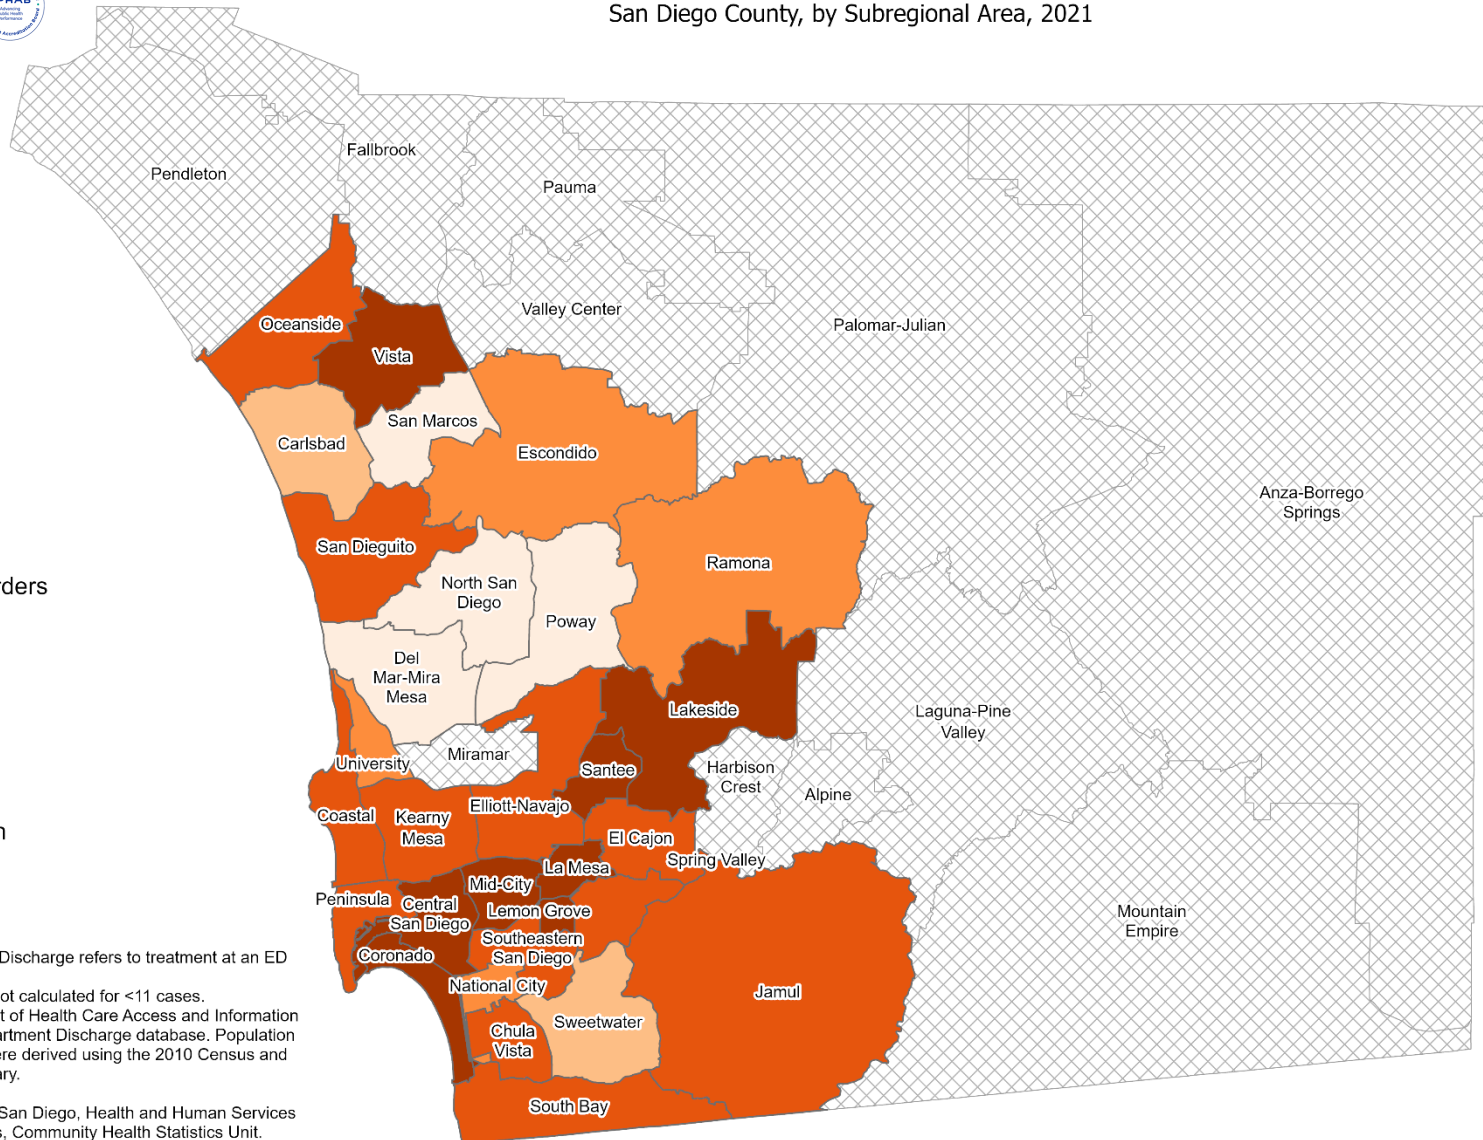 Advancing
public health
performance
San Diego County, by Subregional Area, 2021
Pendleton
Fallbrook
Pauma
Valley Center
Palomar-Julian
Oceanside
Vista
San Marcos
Carlsbad
Escondido
Anza-Borrego
Springs
San Dieguito
Ramona
North San
Diego
rders
Poway
Del
Mar-Mira
Mesa
Lakeside
Laguna-Pine
Valley
Miramar
University
Santee
Harbison
Crest
Alpine
Coastal
Kearny
Mesa
Elliott-Navajo
n
El Cajon
Spring Valley
La Mesa
Mid-City
Peninsula
Central
San Diego
Lemon Grove
Mountain
Empire
Southeastern
San Diego
Coronado
Discharge refers to treatment at an ED
National City
Jamul
ot calculated for <11 cases.
t of Health Care Access and Information
artment Discharge database. Population
ere derived using the 2010 Census and
ary.
Sweetwater
Chula
Vista
South Bay
San Diego, Health and Human Services
s, Community Health Statistics Unit.